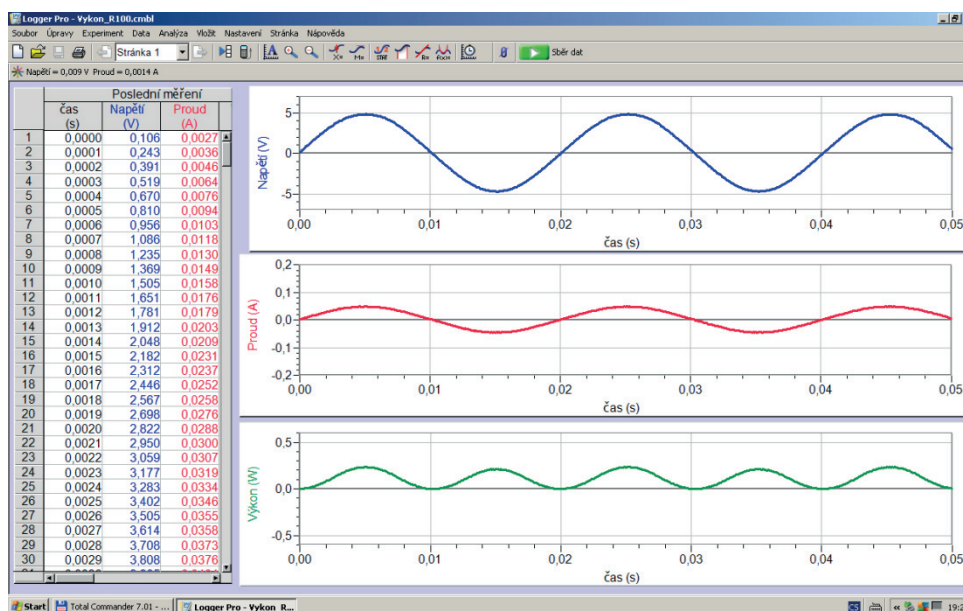 Logger Pro - Vykon_R100.cmbl
Soubor Úpravy Experiment Data Analýza Vložit Nastavení Stránka Nápověda
Stránka 1 Sběr dat
Napětí = 0,009 V Proud = 0,0014 A
Poslední měření
čas Napětí Proud
(s) (V) (A)
1 0,0000 0,106 0,0027
2 0,0001 0,243 0,0036
3 0,0002 0,391 0,0046
4 0,0003 0,519 0,0064
5 0,0004 0,670 0,0076
6 0,0005 0,810 0,0094
7 0,0006 0,956 0,0103
8 0,0007 1,086 0,0118
9 0,0008 1,235 0,0130
10 0,0009 1,369 0,0149
11 0,0010 1,505 0,0158
12 0,0011 1,651 0,0176
13 0,0012 1,781 0,0179
14 0,0013 1,912 0,0203
15 0,0014 2,048 0,0209
16 0,0015 2,182 0,0231
17 0,0016 2,312 0,0237
18 0,0017 2,446 0,0252
19 0,0018 2,567 0,0258
20 0,0019 2,698 0,0276
21 0,0020 2,822 0,0288
22 0,0021 2,950 0,0300
23 0,0022 3,059 0,0307
24 0,0023 3,177 0,0319
25 0,0024 3,283 0,0334
26 0,0025 3,402 0,0346
27 0,0026 3,505 0,0355
28 0,0027 3,614 0,0358
29 0,0028 3,708 0,0373
30 0,0029 3,808 0,0376
Napětí (V)
5
0
-5
0,00 0,01 0,02 0,03 0,04 0,05
čas (s)
Proud (A)
0,2
0,1
0,0
-0,1
-0,2
0,00 0,01 0,02 0,03 0,04 0,05
čas (s)
Výkon (W)
0,5
0,0
-0,5
0,00 0,01 0,02 0,03 0,04 0,05
čas (s)
Start Total Commander 7.01 - ... Logger Pro - Vykon_R... CS